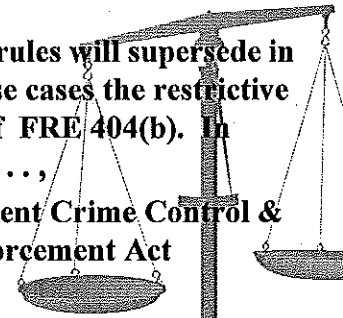 rules will supersede in
se cases the restrictive
f FRE 404(b). In
. . ,
ent Crime Control &
orcement Act